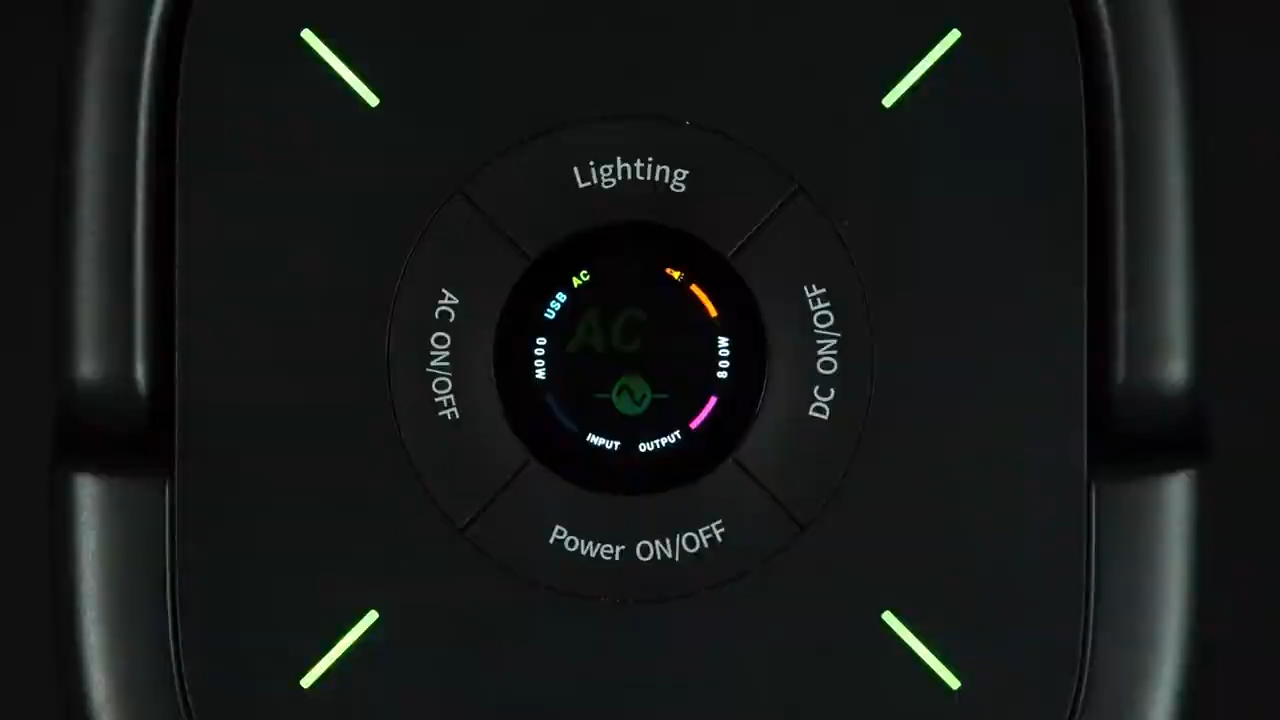 Lighting
AC
USB
AC
AC ON/OFF
000W
800W
DC ON/OFF
INPUT
OUTPUT
Power ON/OFF